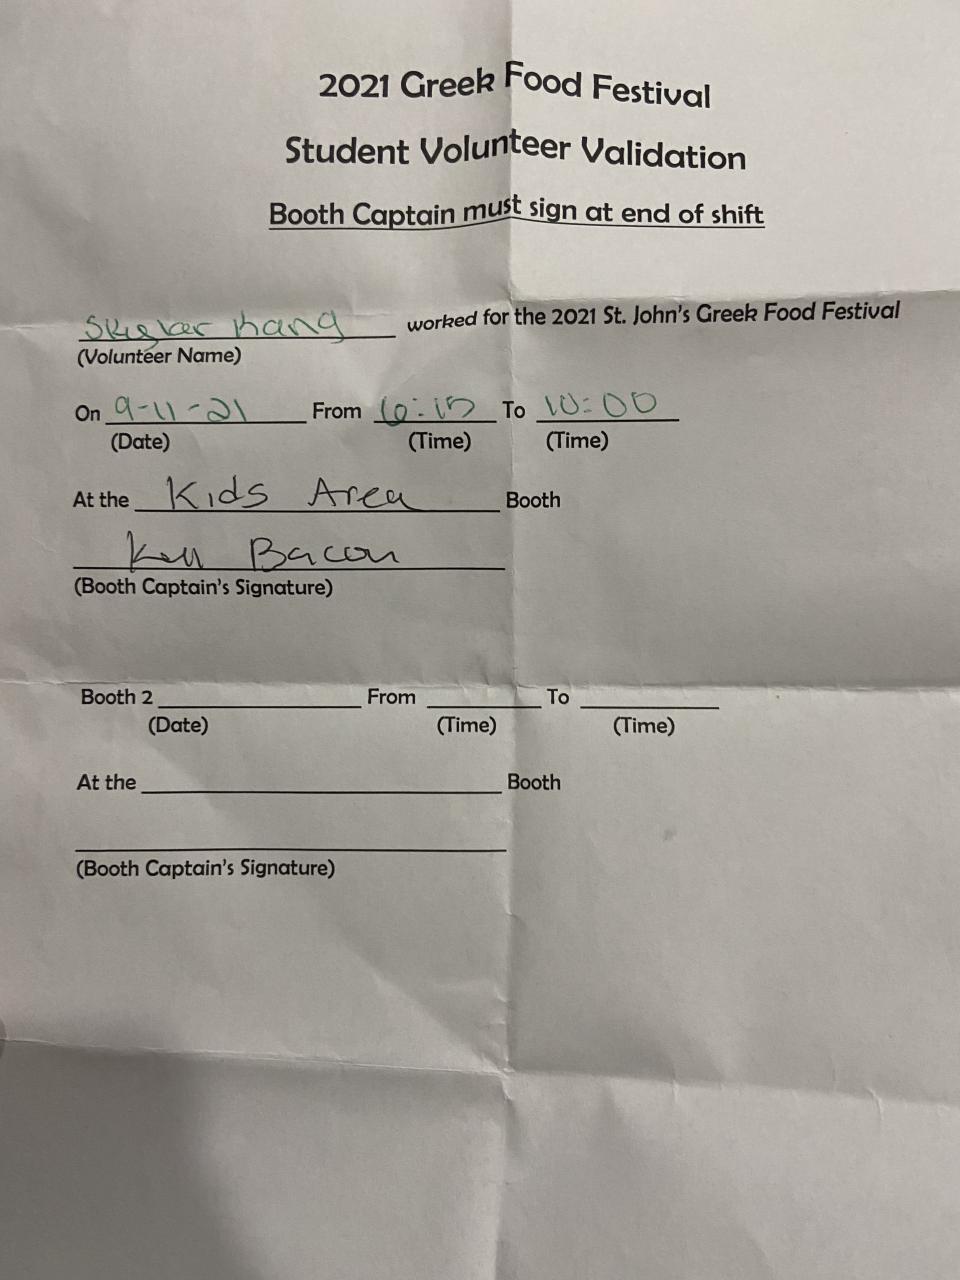 2021 Greek Food Festival
Student Volunteer Validation
Booth Captain must sign at end of shift
Kang worked for the 2021 St. John's Greek Food Festival
(Volunteer Name)
On 9-11-21 From 6:15 To 10:00
(Date) (Time) (Time)
At the Kids Area Booth
Bacon
(Booth Captain's Signature)
Booth 2 From To
(Date) (Time) (Time)
At the Booth
(Booth Captain's Signature)